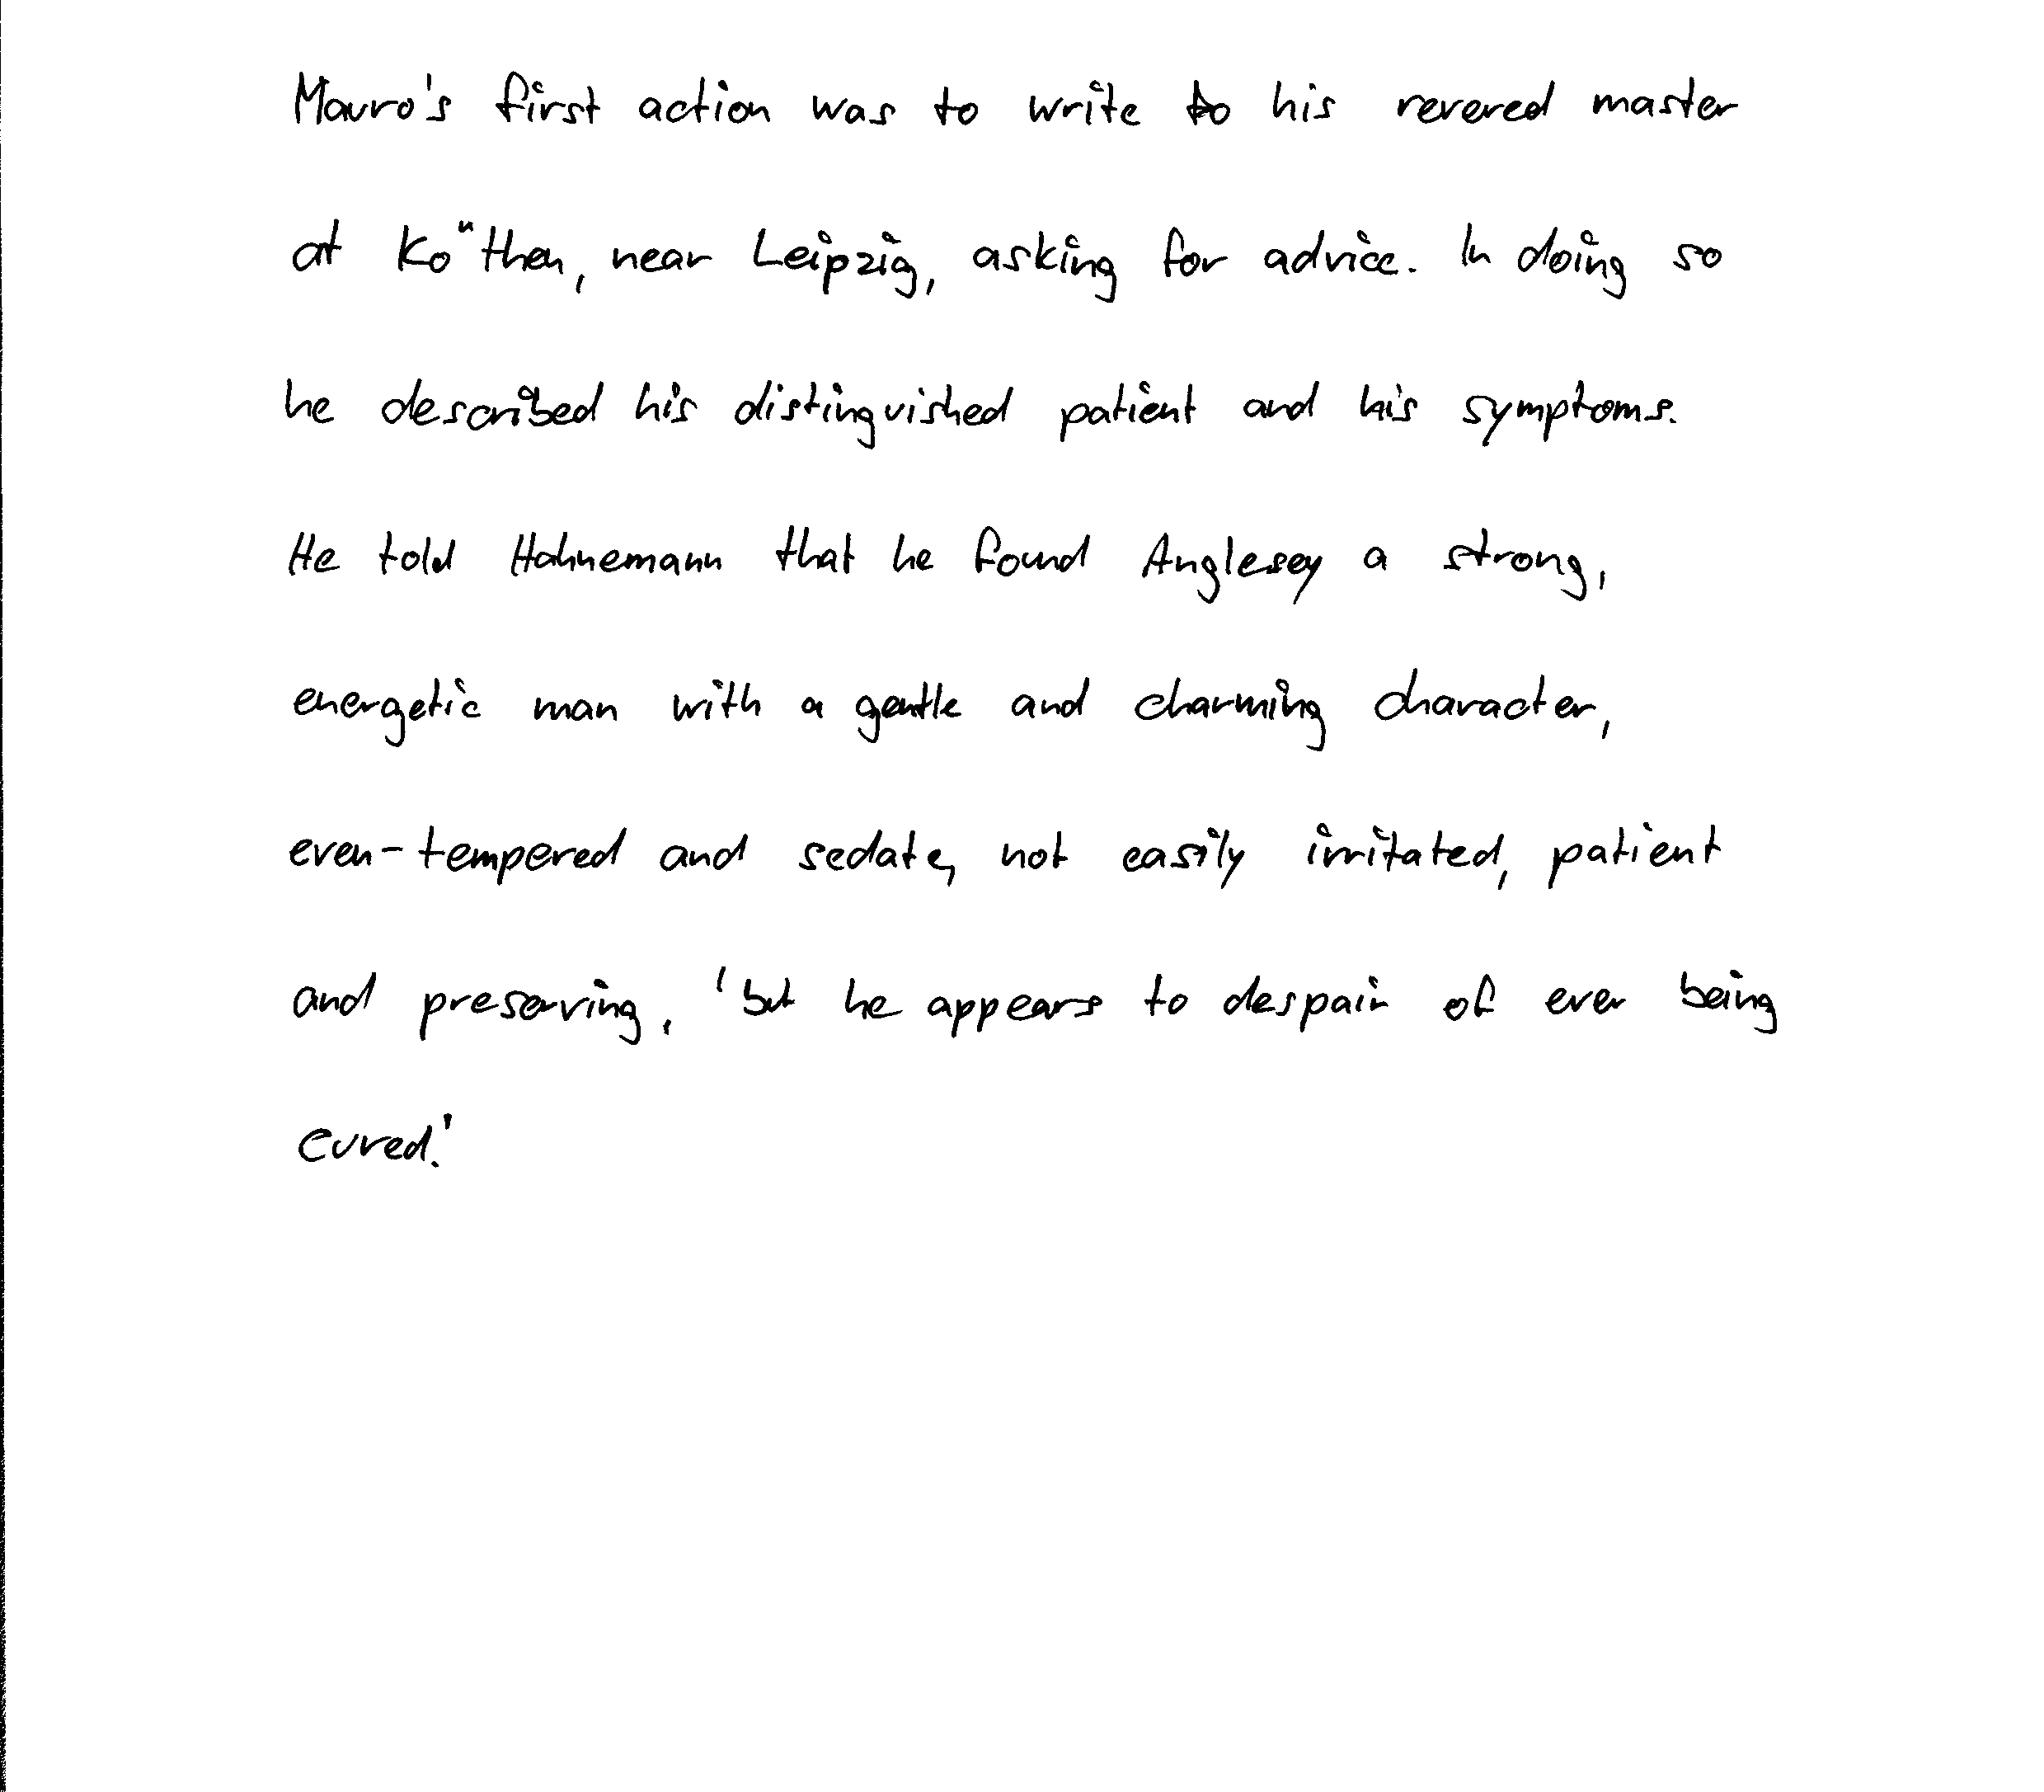 Mauro's first action was to write to his revered master
at Ko"then, near Leipzig, asking for advice. In doing so
he described his distinguished patient and his symptoms.
He told Hahnemann that he found Anglesey a strong,
energetic man with a gentle and charming character,
even-tempered and sedate, not easily irritated, patient
and preserving, 'but he appears to despair of ever being
cured.'